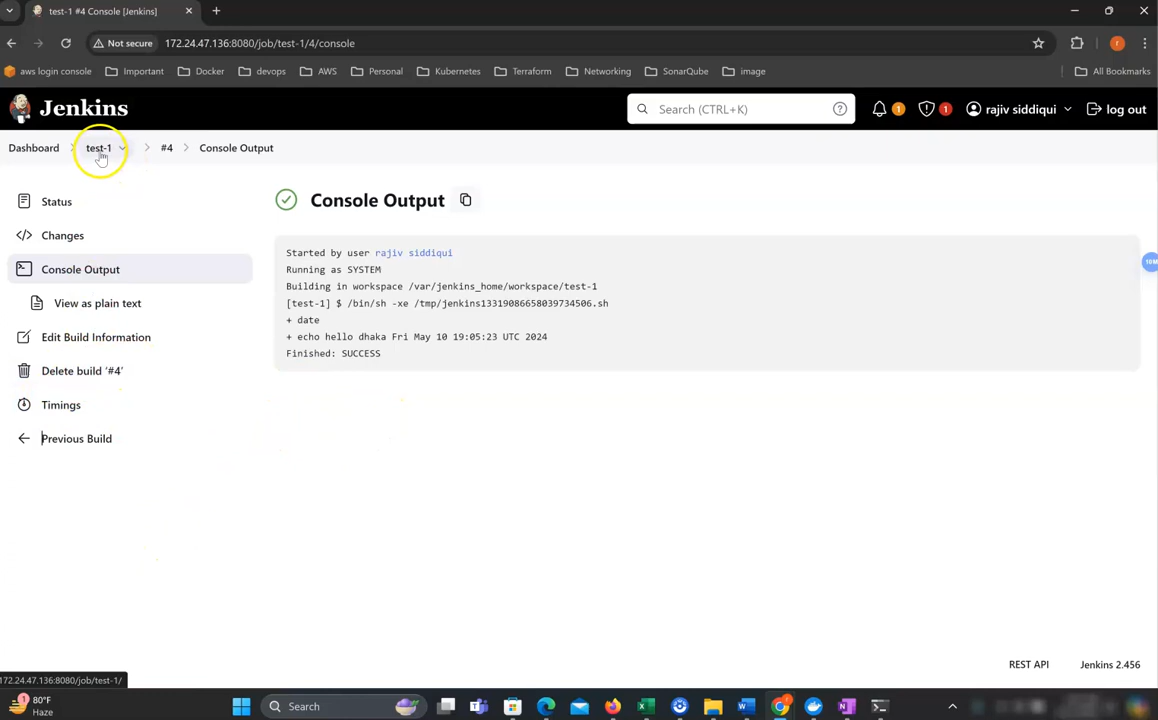 test-1 #4 Console [Jenkins]
Not secure
172.24.47.136:8080/job/test-1/4/console
aws login console
Important
Docker
devops
AWS
Personal
Kubernetes
Terraform
Networking
SonarQube
image
All Bookmarks
Jenkins
Search (CTRL+K)
1
1
rajiv siddiqui
log out
Dashboard
test-1
#4
Console Output
Status
Changes
Console Output
View as plain text
Edit Build Information
Delete build ‘#4’
Timings
Previous Build
Console Output
Started by user rajiv siddiqui
Running as SYSTEM
Building in workspace /var/jenkins_home/workspace/test-1
[test-1] $ /bin/sh -xe /tmp/jenkins13319086658039734506.sh
+ date
+ echo hello dhaka Fri May 10 19:05:23 UTC 2024
Finished: SUCCESS
REST API
Jenkins 2.456
172.24.47.136:8080/job/test-1/
80°F
Haze
Search